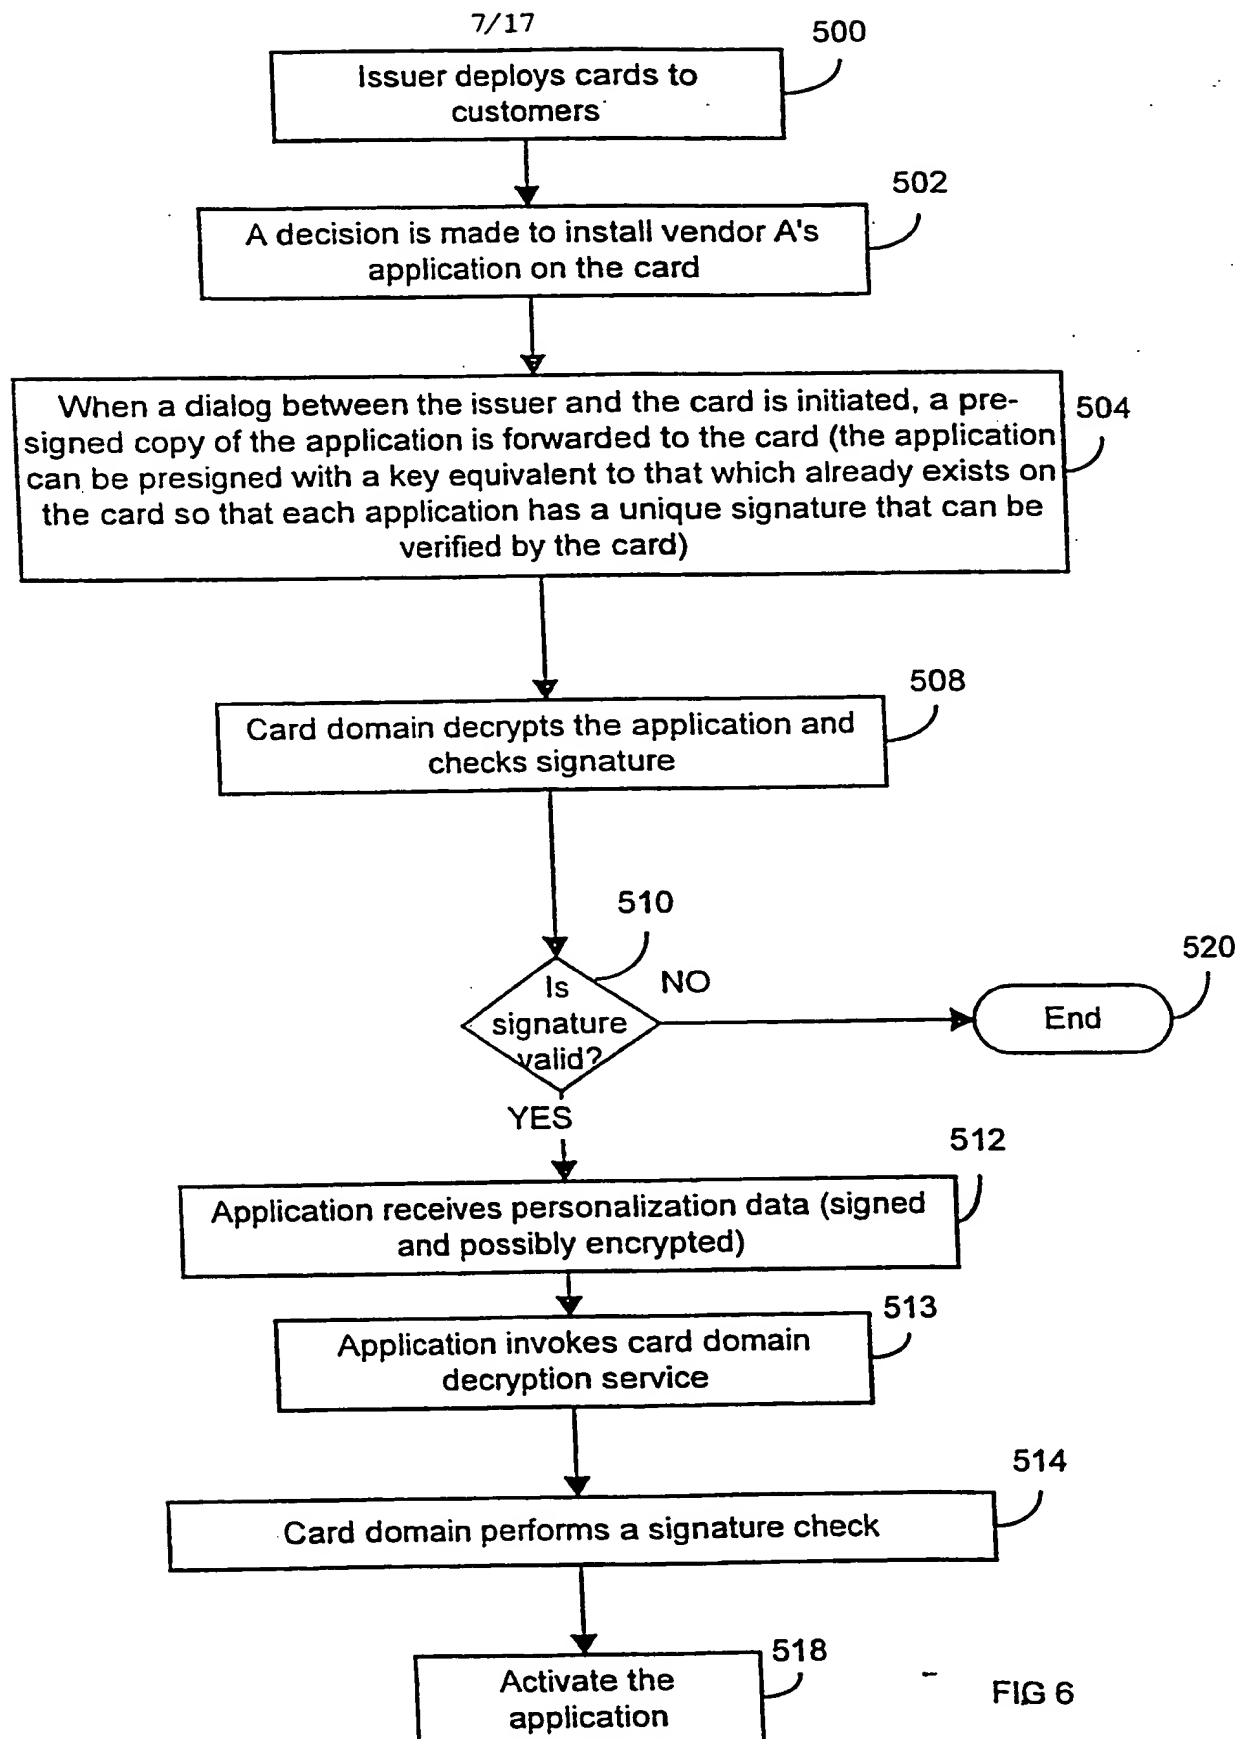 7/17
500
Issuer deploys cards to
customers
502
A decision is made to install vendor A's
application on the card
504
When a dialog between the issuer and the card is initiated, a pre-
signed copy of the application is forwarded to the card (the application
can be presigned with a key equivalent to that which already exists on
the card so that each application has a unique signature that can be
verified by the card)
508
Card domain decrypts the application and
checks signature
510
Is
signature
valid?
NO
520
End
YES
512
Application receives personalization data (signed
and possibly encrypted)
513
Application invokes card domain
decryption service
514
Card domain performs a signature check
518
Activate the
application
FIG 6